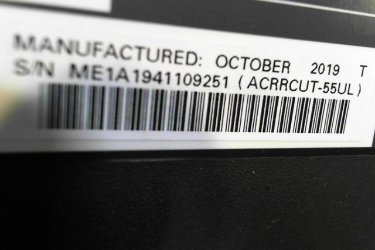 MANUFACTURED: OCTOBER 2019 T
S/N ME1A1941109251 (ACRRCUT-55UL)